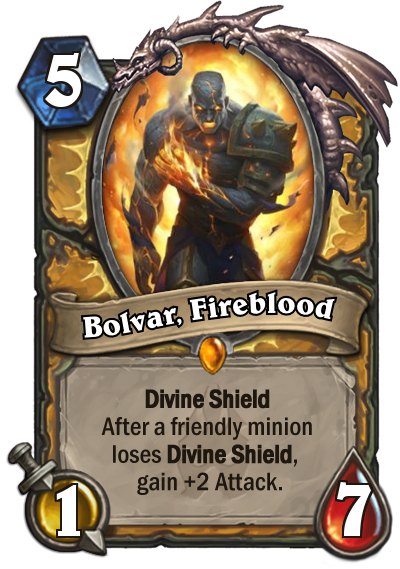 5
Bolvar, Fireblood
Divine Shield
After a friendly minion
loses Divine Shield,
gain +2 Attack.
1
7